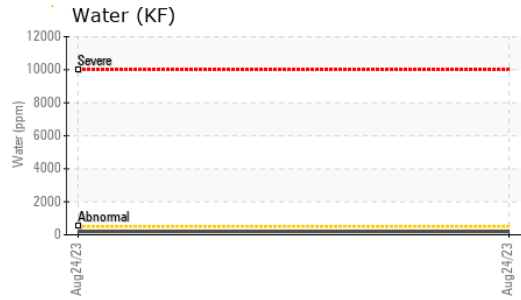 Water (KF)
12000
10000
8000
6000
4000
2000
0
Water (ppm)
Severe
Abnormal
Aug24/23
Aug24/23